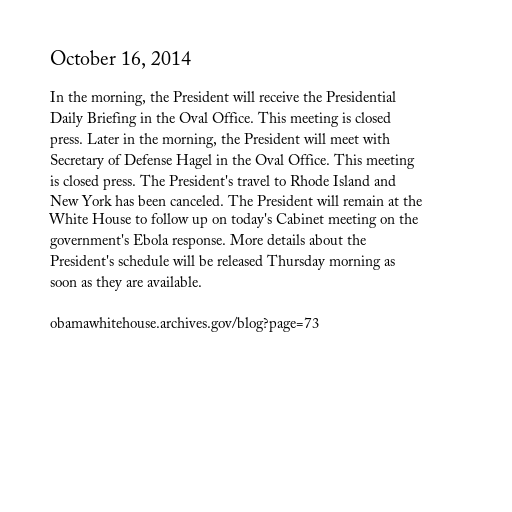 October 16, 2014
In the morning, the President will receive the Presidential
Daily Briefing in the Oval Office. This meeting is closed
press. Later in the morning, the President will meet with
Secretary of Defense Hagel in the Oval Office. This meeting
is closed press. The President's travel to Rhode Island and
New York has been canceled. The President will remain at the
White House to follow up on today's Cabinet meeting on the
government's Ebola response. More details about the
President's schedule will be released Thursday morning as
soon as they are available.
obamawhitehouse.archives.gov/blog?page=73